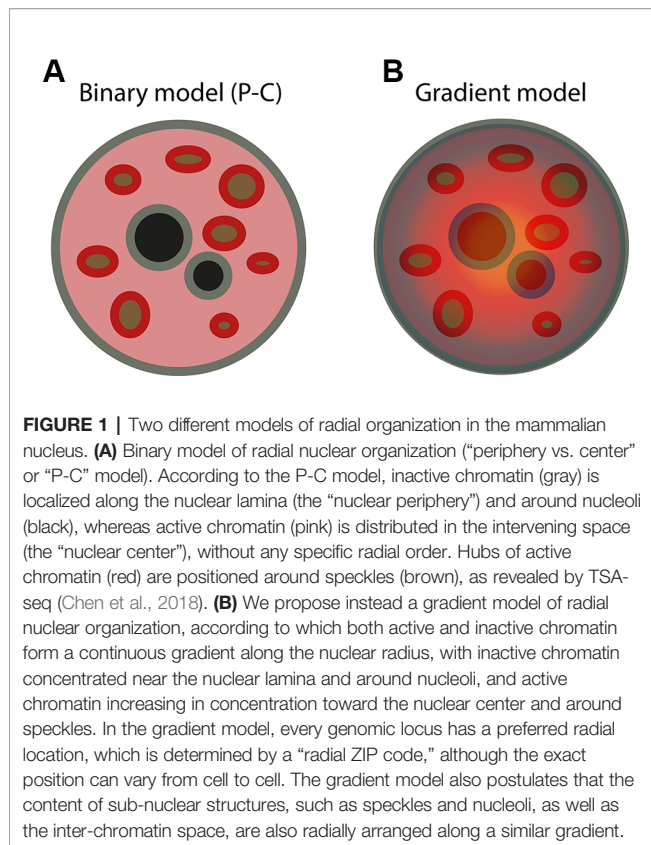 A
Binary model (P-C)
B
Gradient model
FIGURE 1 | Two different models of radial organization in the mammalian
nucleus. (A) Binary model of radial nuclear organization (“periphery vs. center”
or “P-C” model). According to the P-C model, inactive chromatin (gray) is
localized along the nuclear lamina (the “nuclear periphery”) and around nucleoli
(black), whereas active chromatin (pink) is distributed in the intervening space
(the “nuclear center”), without any specific radial order. Hubs of active
chromatin (red) are positioned around speckles (brown), as revealed by TSA-
seq (Chen et al., 2018). (B) We propose instead a gradient model of radial
nuclear organization, according to which both active and inactive chromatin
form a continuous gradient along the nuclear radius, with inactive chromatin
concentrated near the nuclear lamina and around nucleoli, and active
chromatin increasing in concentration toward the nuclear center and around
speckles. In the gradient model, every genomic locus has a preferred radial
location, which is determined by a “radial ZIP code,” although the exact
position can vary from cell to cell. The gradient model also postulates that the
content of sub-nuclear structures, such as speckles and nucleoli, as well as
the inter-chromatin space, are also radially arranged along a similar gradient.